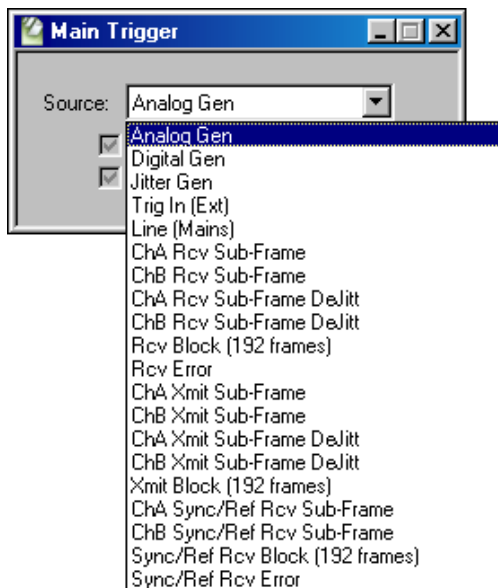 Main Trigger
Source: Analog Gen
Analog Gen
Digital Gen
Jitter Gen
Trig In (Ext)
Line (Mains)
ChA Rcv Sub-Frame
ChB Rcv Sub-Frame
ChA Rcv Sub-Frame DeJitt
ChB Rcv Sub-Frame DeJitt
Rcv Block (192 frames)
Rcv Error
ChA Xmit Sub-Frame
ChB Xmit Sub-Frame
ChA Xmit Sub-Frame DeJitt
ChB Xmit Sub-Frame DeJitt
Xmit Block (192 frames)
ChA Sync/Ref Rcv Sub-Frame
ChB Sync/Ref Rcv Sub-Frame
Sync/Ref Rcv Block (192 frames)
Sync/Ref Rcv Error